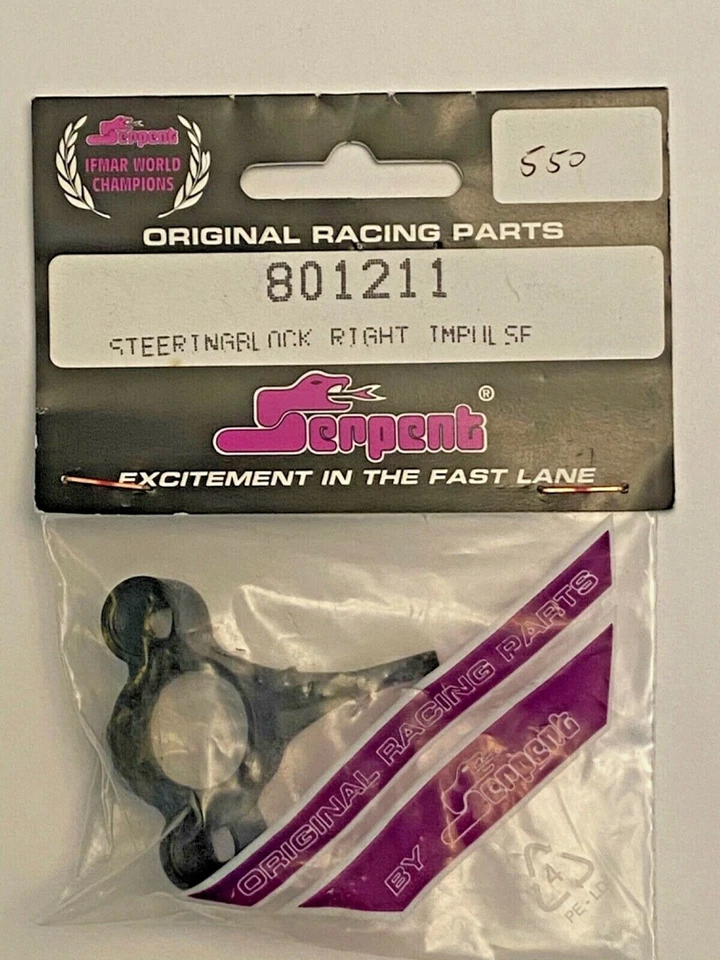 Serpent
IFMAR WORLD
CHAMPIONS
550
ORIGINAL RACING PARTS
801211
STEERINGBLOCK RIGHT IMPULSE
Serpent®
EXCITEMENT IN THE FAST LANE
ORIGINAL RACING PARTS
BY Serpent
4
PE-LD